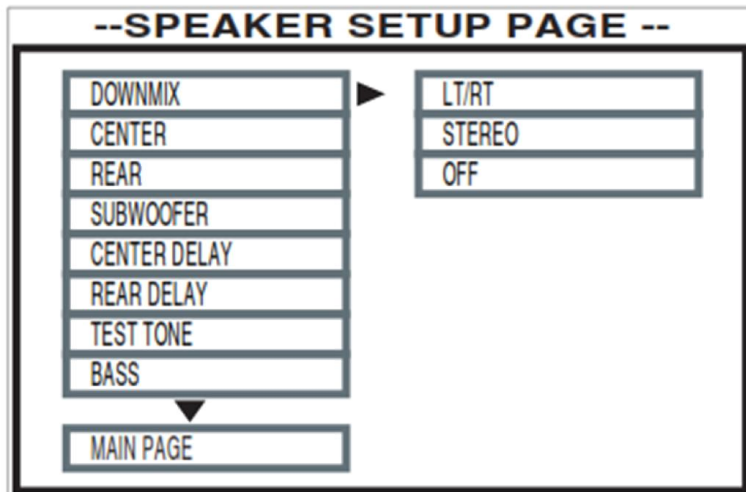 --SPEAKER SETUP PAGE --
DOWNMIX
CENTER
REAR
SUBWOOFER
CENTER DELAY
REAR DELAY
TEST TONE
BASS
MAIN PAGE
LT/RT
STEREO
OFF